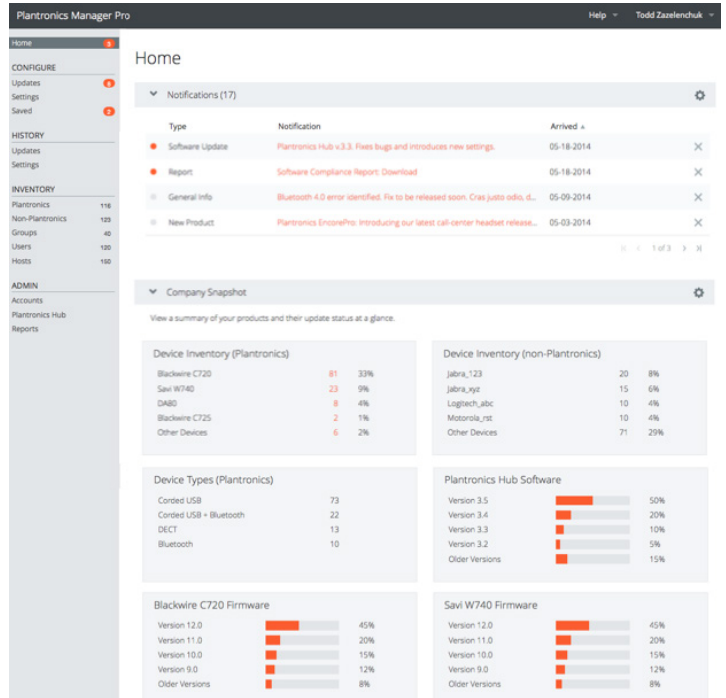 Plantronics Manager Pro
Help
Todd Zazelenchuk
Home 3
CONFIGURE
Updates 5
Settings
Saved 2
HISTORY
Updates
Settings
INVENTORY
Plantronics 116
Non-Plantronics 125
Groups 40
Users 120
Hosts 150
ADMIN
Accounts
Plantronics Hub
Reports
Home
Notifications (17)
Type Notification Arrived
Software Update Plantronics Hub v.3.3. Fixes bugs and introduces new settings. 05-18-2014
Report Software Compliance Report: Download 05-18-2014
General Info Bluetooth 4.0 error identified. Fix to be released soon. Cras justo odio, d... 05-09-2014
New Product Plantronics EncorePro: Introducing our latest call-center headset release... 05-03-2014
1 of 3
Company Snapshot
View a summary of your products and their update status at a glance.
Device Inventory (Plantronics)
Blackwire C720 81 33%
Savi W740 23 9%
DA80 8 4%
Blackwire C725 2 1%
Other Devices 6 2%
Device Inventory (non-Plantronics)
Jabra_123 20 8%
Jabra_xyz 15 6%
Logitech_abc 10 4%
Motorola_rst 10 4%
Other Devices 71 29%
Device Types (Plantronics)
Corded USB 73
Corded USB + Bluetooth 22
DECT 13
Bluetooth 10
Plantronics Hub Software
Version 3.5 50%
Version 3.4 20%
Version 3.3 10%
Version 3.2 5%
Older Versions 15%
Blackwire C720 Firmware
Version 12.0 45%
Version 11.0 20%
Version 10.0 15%
Version 9.0 12%
Older Versions 8%
Savi W740 Firmware
Version 12.0 45%
Version 11.0 20%
Version 10.0 15%
Version 9.0 12%
Older Versions 8%